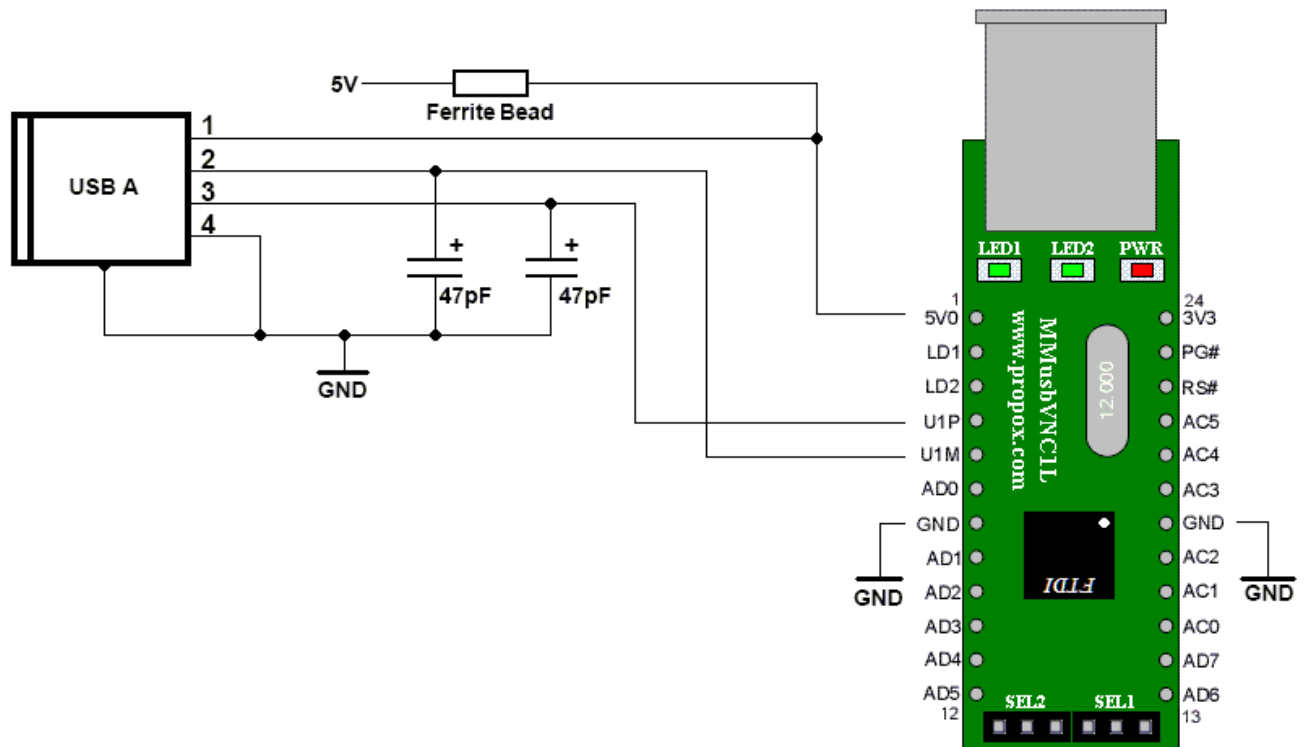 5V
Ferrite Bead
USB A
1
2
3
4
+
47pF
+
47pF
GND
LED1 LED2 PWR
1
5V0
LD1
LD2
U1P
U1M
AD0
GND
AD1
AD2
AD3
AD4
AD5
12
GND
MMusbVNC1L
www.propox.com
12.000
FTDI
SEL2 SEL1
24
3V3
PG#
RS#
AC5
AC4
AC3
GND
AC2
AC1
AC0
AD7
AD6
13
GND